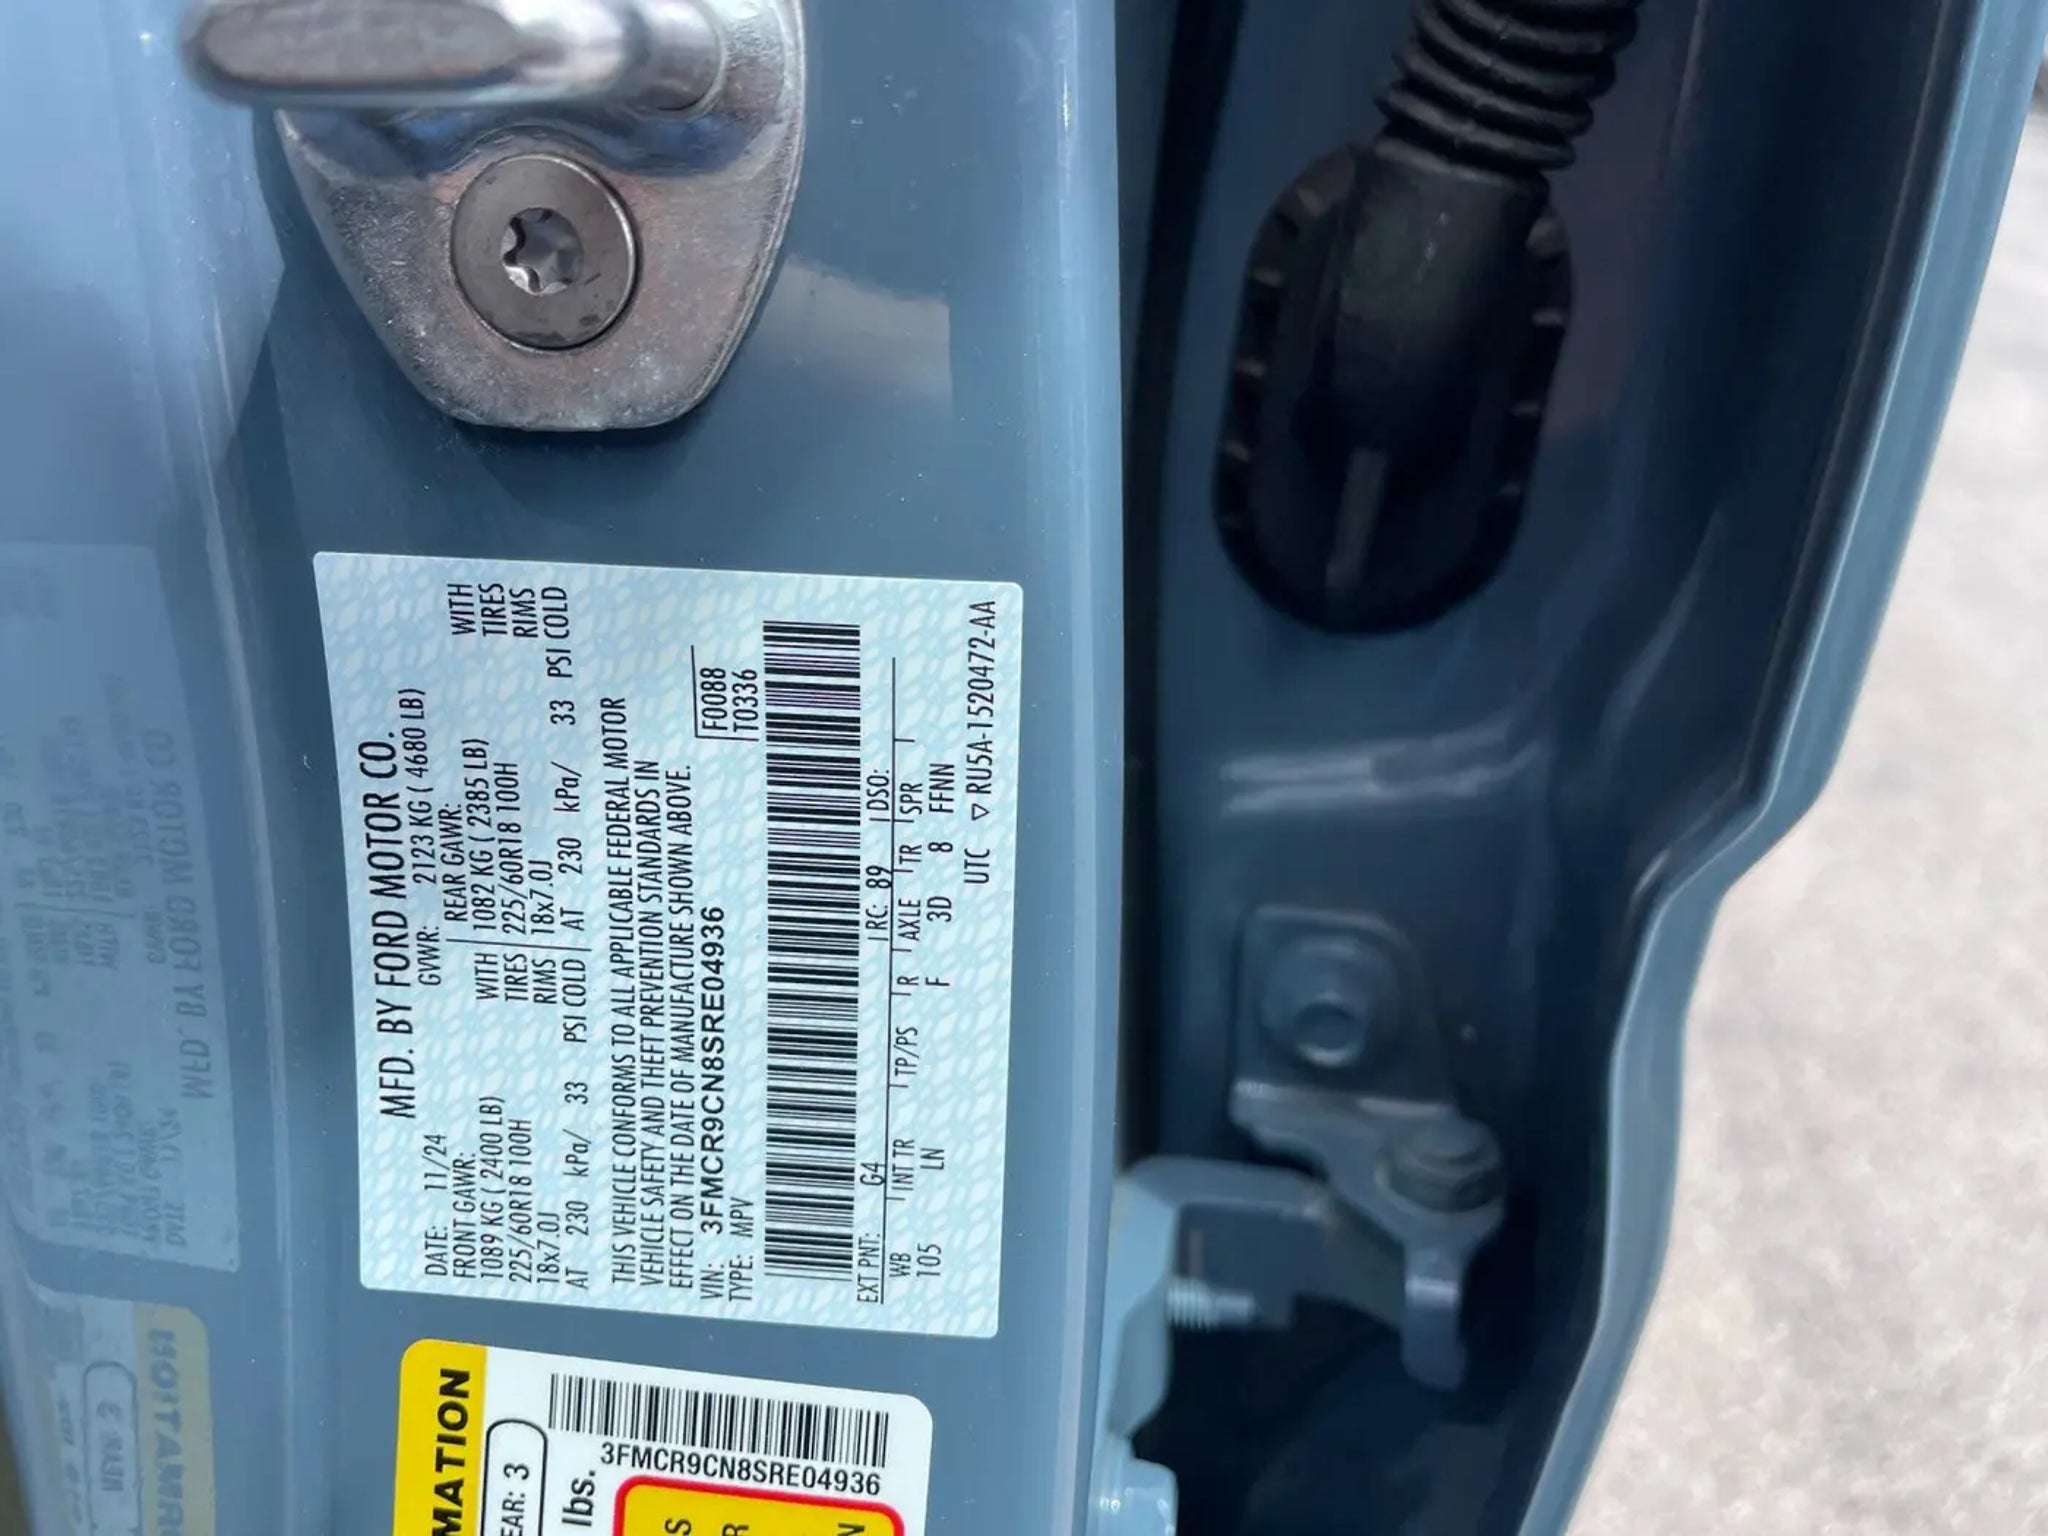 MFD. BY FORD MOTOR CO.
DATE: 11/24 GVWR: 2123 KG ( 4680 LB)
FRONT GAWR: REAR GAWR:
1089 KG ( 2400 LB) WITH 1082 KG ( 2385 LB) WITH
225/60R18 100H TIRES 225/60R18 100H TIRES
18x7.0J RIMS 18x7.0J RIMS
AT 230 kPa/ 33 PSI COLD AT 230 kPa/ 33 PSI COLD
THIS VEHICLE CONFORMS TO ALL APPLICABLE FEDERAL MOTOR
VEHICLE SAFETY AND THEFT PREVENTION STANDARDS IN
EFFECT ON THE DATE OF MANUFACTURE SHOWN ABOVE.
VIN: 3FMCR9CN8SRE04936 F0088
TYPE: MPV T0336
EXT PNT: G4 RC: 89 DSO:
WB INT TR TP/PS R AXLE TR SPR
105 LN F 3D 8 FFNN
UTC ▽ RU5A-1520472-AA
MATION
EAR: 3
lbs.
3FMCR9CN8SRE04936